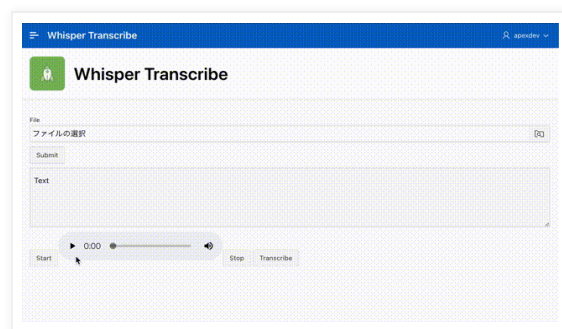 Whisper Transcribe
apexdev
Whisper Transcribe
File
ファイルの選択
Submit
Text
0:00
Start
Stop
Transcribe